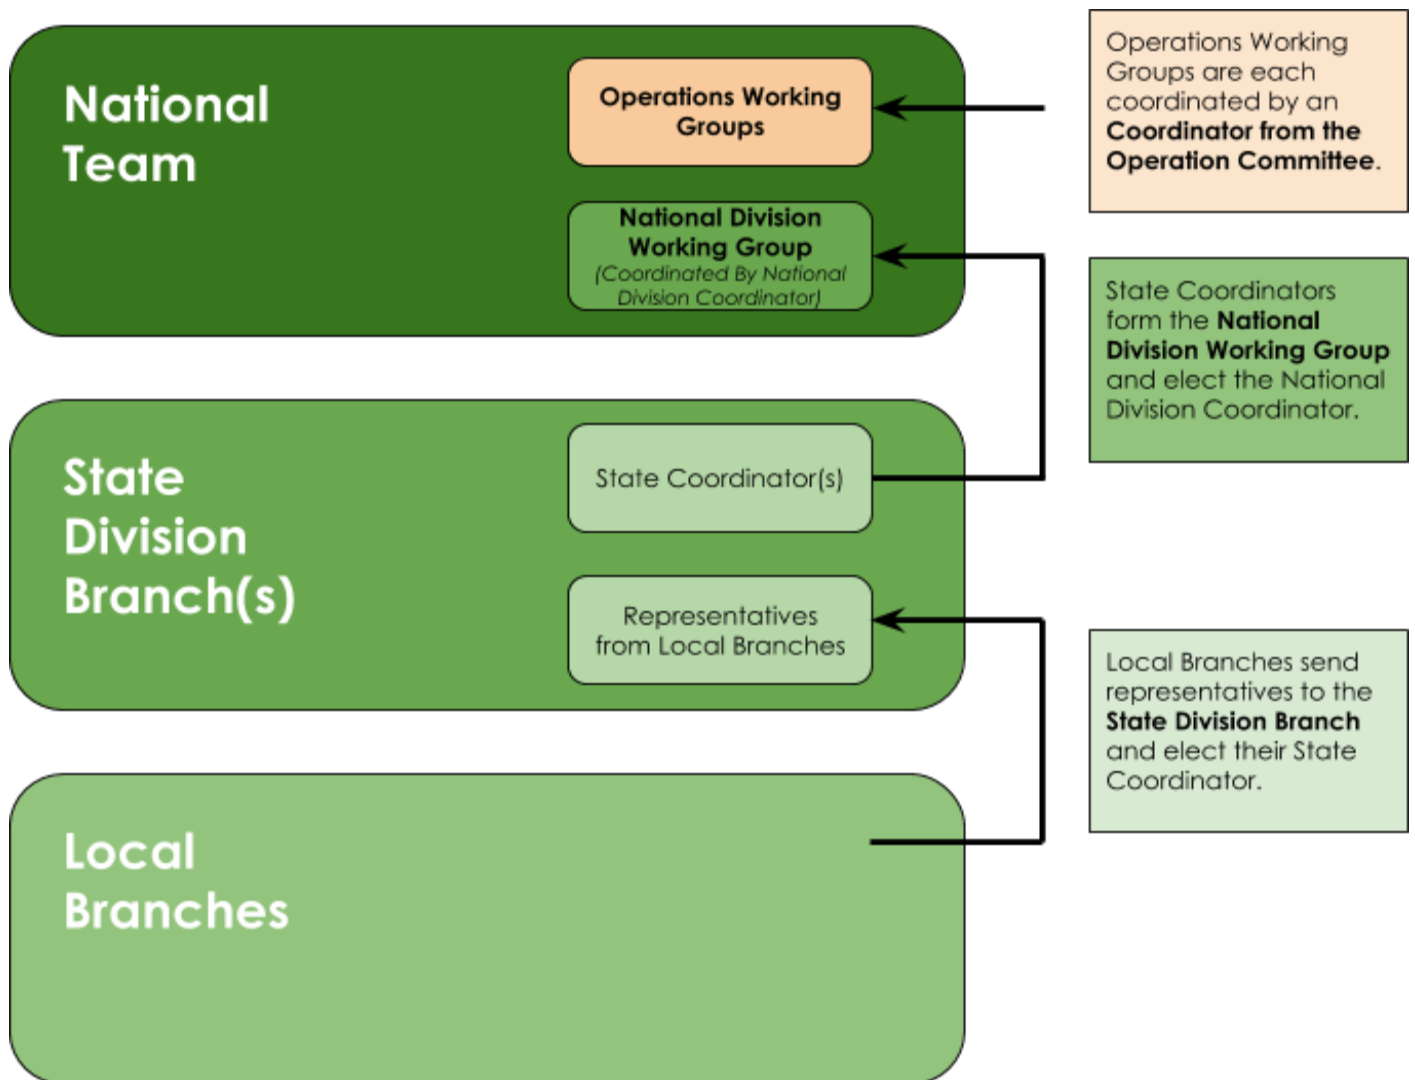 National
Team
Operations Working
Groups
National Division
Working Group
(Coordinated By National
Division Coordinator)
Operations Working
Groups are each
coordinated by an
Coordinator from the
Operation Committee.
State Coordinators
form the National
Division Working Group
and elect the National
Division Coordinator.
State
Division
Branch(s)
State Coordinator(s)
Representatives
from Local Branches
Local Branches send
representatives to the
State Division Branch
and elect their State
Coordinator.
Local
Branches